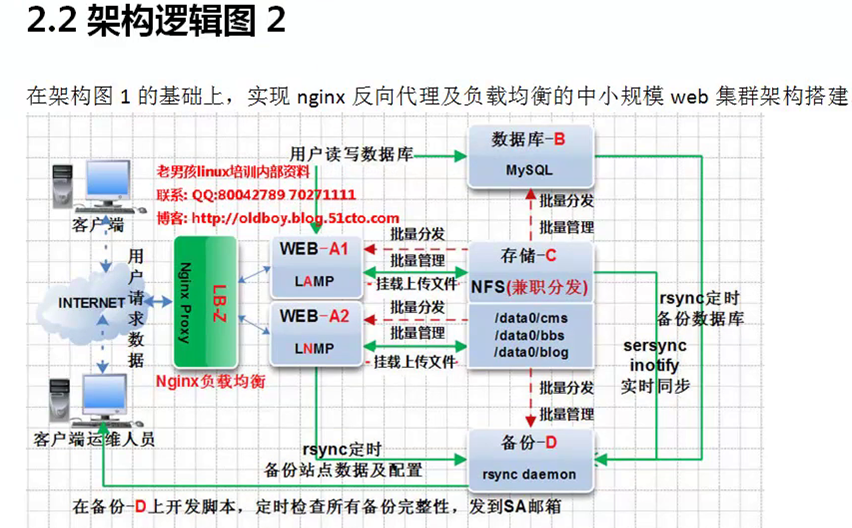 2.2 架构逻辑图 2
在架构图 1 的基础上，实现 nginx 反向代理及负载均衡的中小规模 web 集群架构搭建
老男孩linux培训内部资料
联系: QQ:80042789 70271111
博客: http://oldboy.blog.51cto.com
用户读写数据库
数据库-B
MySQL
客户端
INTERNET
用户请求数据
Nginx Proxy
LB-Z
Nginx负载均衡
WEB-A1
LAMP
WEB-A2
LNMP
批量分发
批量管理
挂载上传文件
批量分发
批量管理
挂载上传文件
批量分发
批量管理
存储-C
NFS(兼职分发)
/data0/cms
/data0/bbs
/data0/blog
rsync定时
备份数据库
sersync
inotify
实时同步
批量分发
批量管理
客户端运维人员
rsync定时
备份站点数据及配置
备份-D
rsync daemon
在备份-D上开发脚本，定时检查所有备份完整性，发到SA邮箱